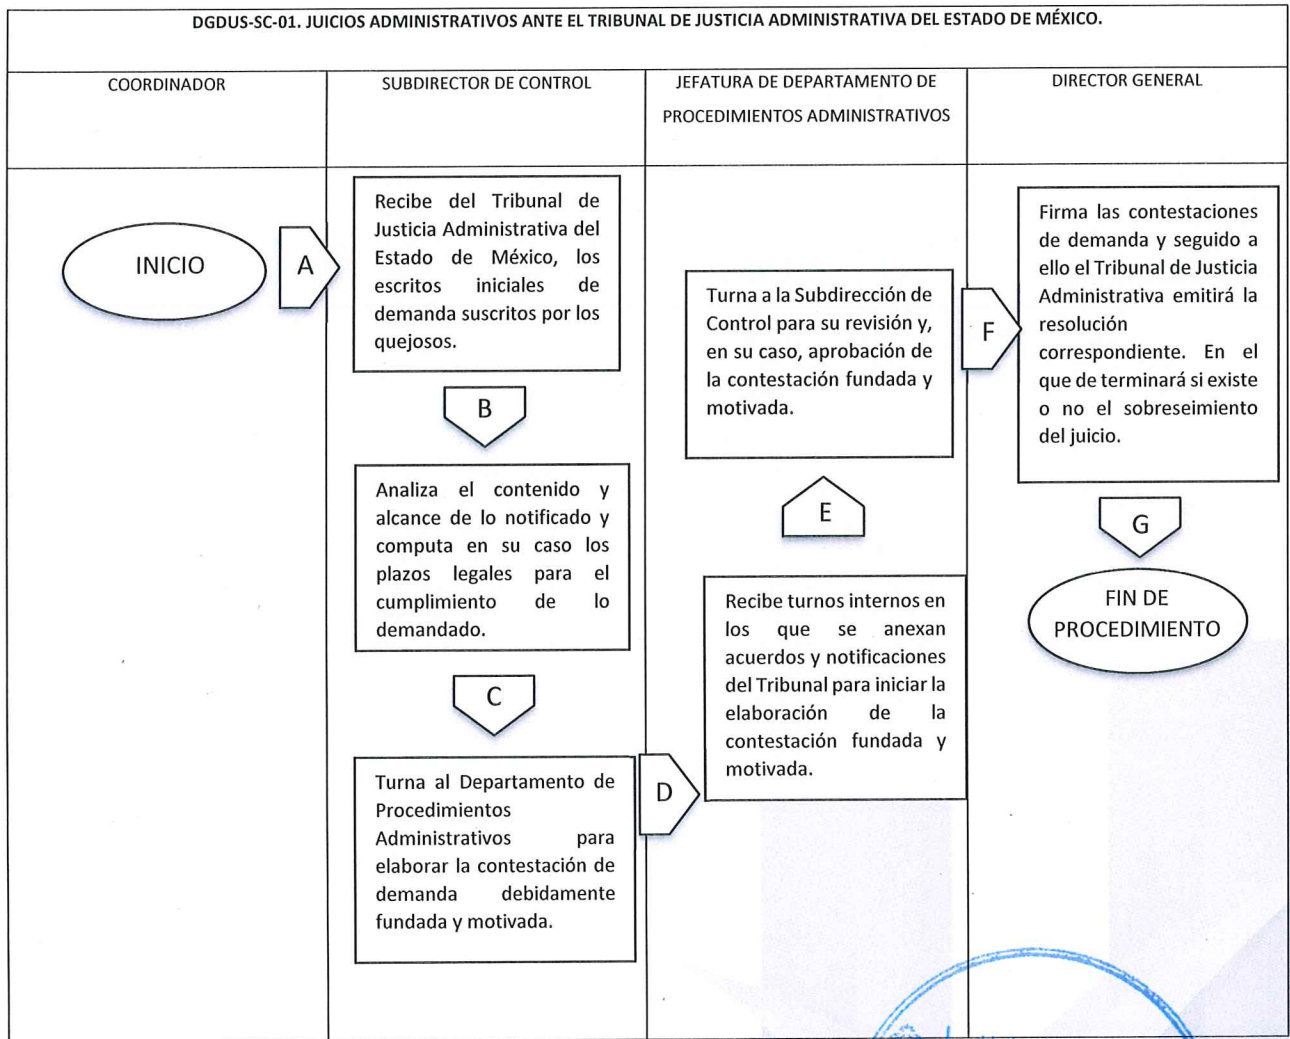 DGDUS-SC-01. JUICIOS ADMINISTRATIVOS ANTE EL TRIBUNAL DE JUSTICIA ADMINISTRATIVA DEL ESTADO DE MÉXICO.
COORDINADOR
SUBDIRECTOR DE CONTROL
JEFATURA DE DEPARTAMENTO DE
PROCEDIMIENTOS ADMINISTRATIVOS
DIRECTOR GENERAL
INICIO
A
Recibe del Tribunal de
Justicia Administrativa del
Estado de México, los
escritos iniciales de
demanda suscritos por los
quejosos.
B
Analiza el contenido y
alcance de lo notificado y
computa en su caso los
plazos legales para el
cumplimiento de lo
demandado.
C
Turna al Departamento de
Procedimientos
Administrativos para
elaborar la contestación de
demanda debidamente
fundada y motivada.
D
Recibe turnos internos en
los que se anexan
acuerdos y notificaciones
del Tribunal para iniciar la
elaboración de la
contestación fundada y
motivada.
E
Turna a la Subdirección de
Control para su revisión y,
en su caso, aprobación de
la contestación fundada y
motivada.
F
Firma las contestaciones
de demanda y seguido a
ello el Tribunal de Justicia
Administrativa emitirá la
resolución
correspondiente. En el
que de terminará si existe
o no el sobreseimiento
del juicio.
G
FIN DE
PROCEDIMIENTO